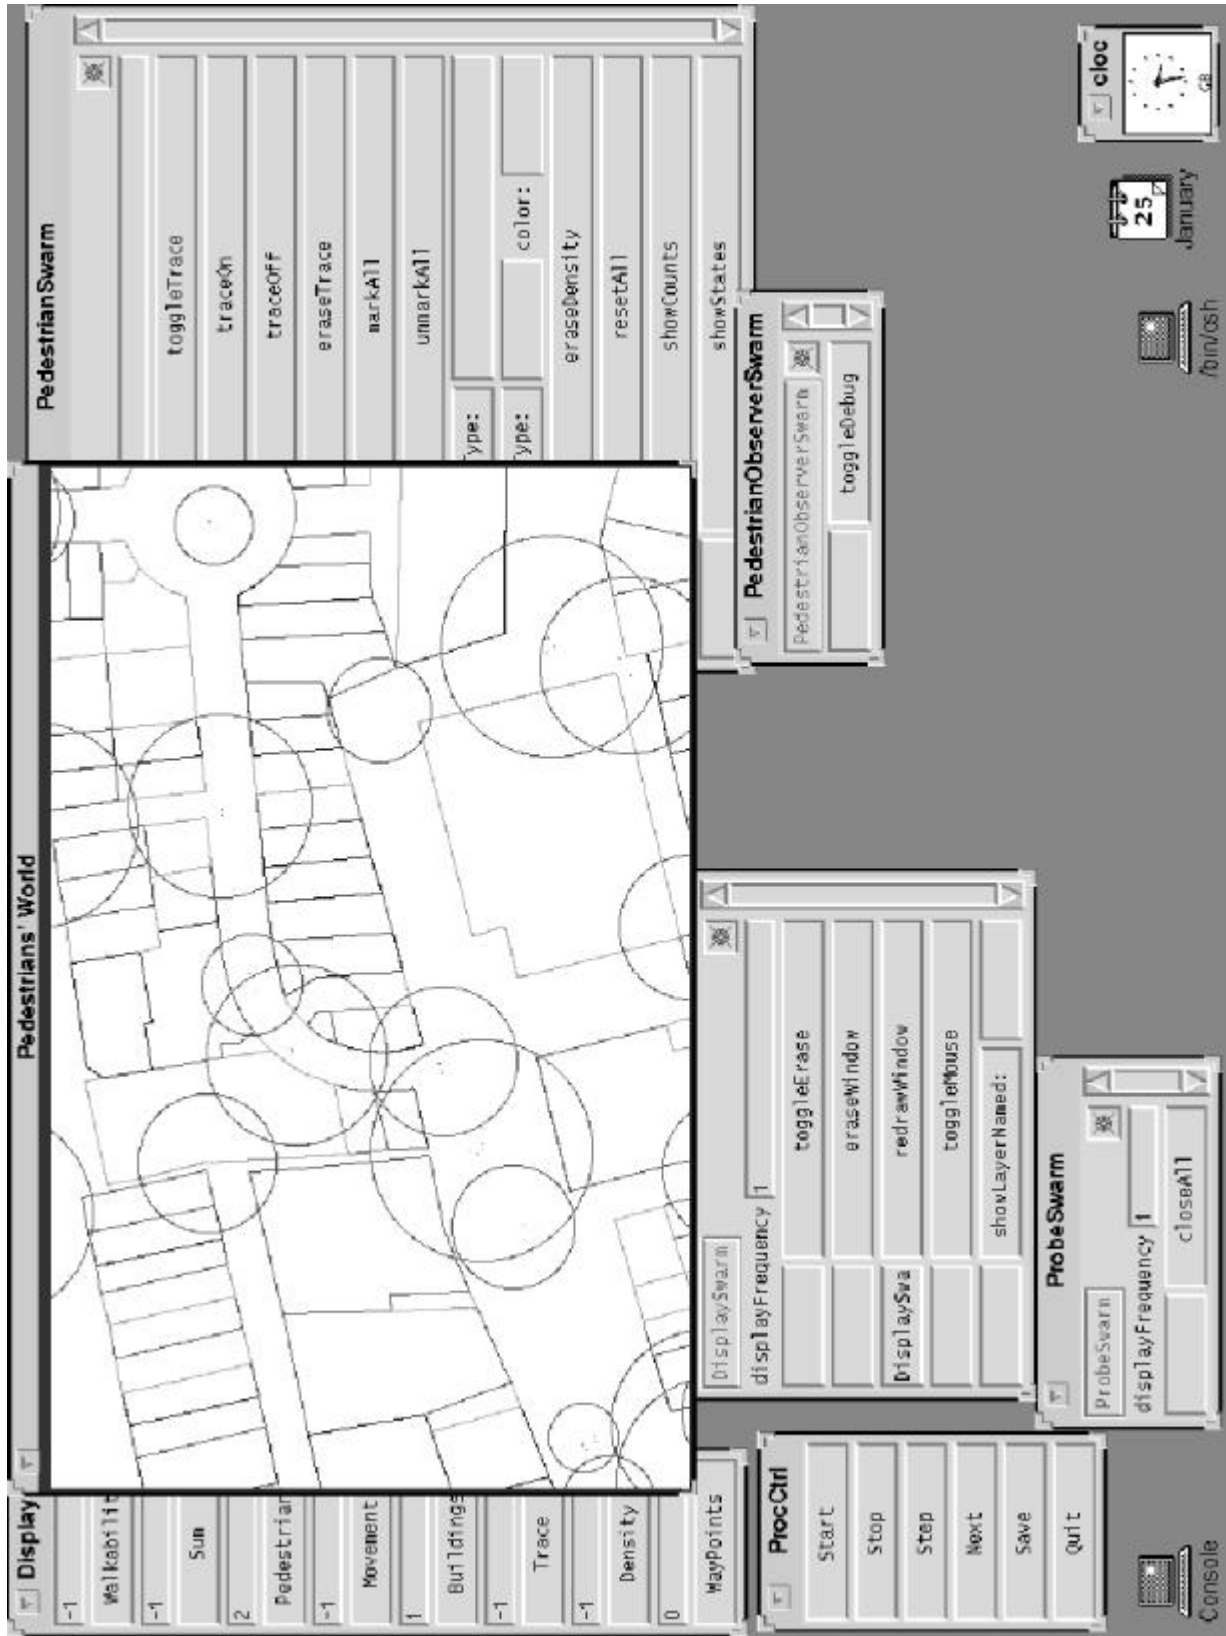 Display
-1
Walkabilit
-1
Sum
2
Pedestrian
-1
Movement
1
Buildings
-1
Trace
-1
Density
0
WayPoints
Pedestrians' World
PedestrianSwarm
toggleTrace
traceOn
traceOff
eraseTrace
markAll
unmarkAll
ype:
ype:
color:
eraseDensity
resetAll
showCounts
showStates
PedestrianObserverSwarm
PedestrianObserverSwarm
toggleDebug
DisplaySwarm
displayFrequency 1
toggleErase
eraseWindow
DisplaySwa
redrawWindow
toggleMouse
showLayerNamed:
ProbeSwarm
ProbeSwarm
displayFrequency 1
closeAll
ProcCtrl
Start
Stop
Step
Next
Save
Quit
Console
/bin/csh
25
January
cloc
GB